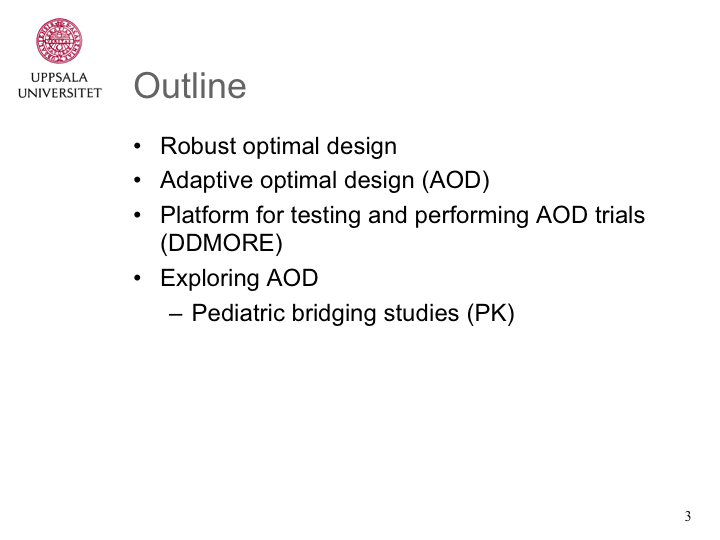 UPPSALA
UNIVERSITET
Outline
• Robust optimal design
• Adaptive optimal design (AOD)
• Platform for testing and performing AOD trials
(DDMORE)
• Exploring AOD
– Pediatric bridging studies (PK)
3